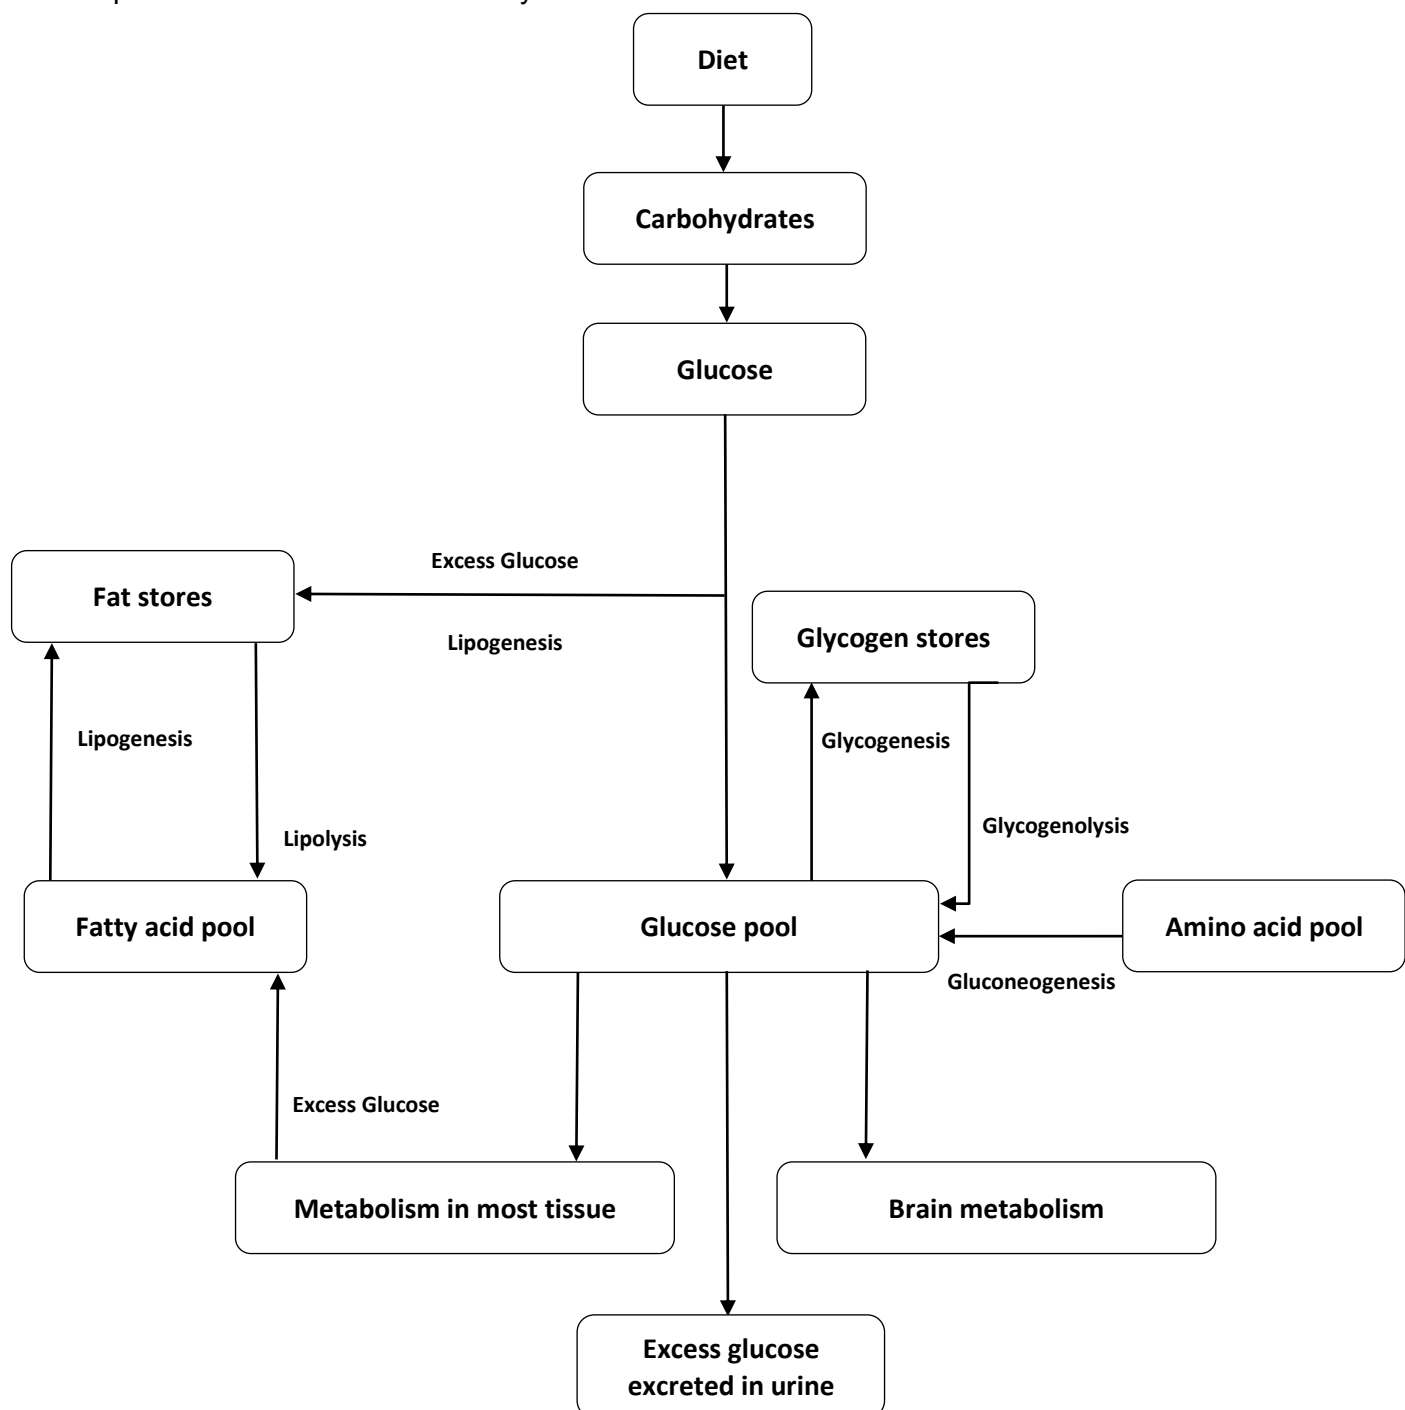 Diet
Carbohydrates
Glucose
Excess Glucose
Fat stores
Lipogenesis
Glycogen stores
Lipogenesis
Glycogenesis
Glycogenolysis
Lipolysis
Fatty acid pool
Glucose pool
Amino acid pool
Gluconeogenesis
Excess Glucose
Metabolism in most tissue
Brain metabolism
Excess glucose
excreted in urine